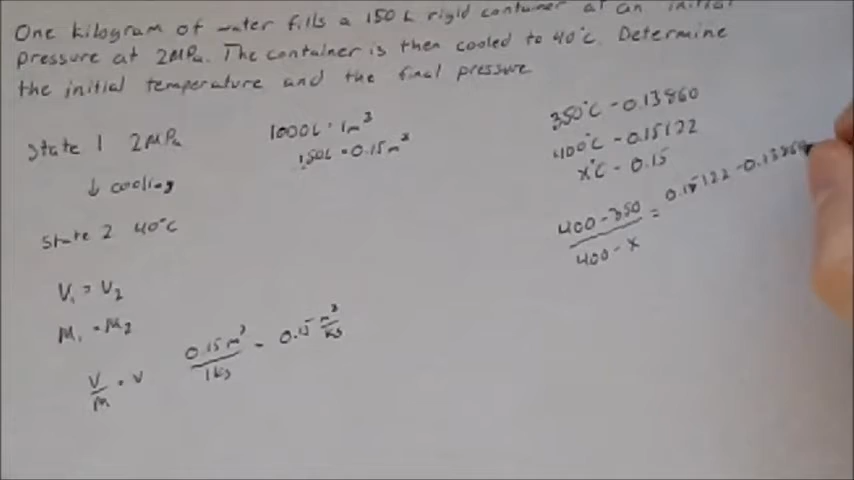 One kilogram of water fills a 150 L rigid container at an initial
pressure at 2MPa. The container is then cooled to 40°C. Determine
the initial temperature and the final pressure
State 1 2MPa
↓ cooling
State 2 40°C
V₁ = V₂
M₁ = M₂
V/M = v
1000L = 1m³
150L = 0.15m³
0.15m³/1kg = 0.15 m³/kg
350°C - 0.13860
400°C - 0.15122
x°C - 0.15
400-350/400-x = 0.15122-0.13860